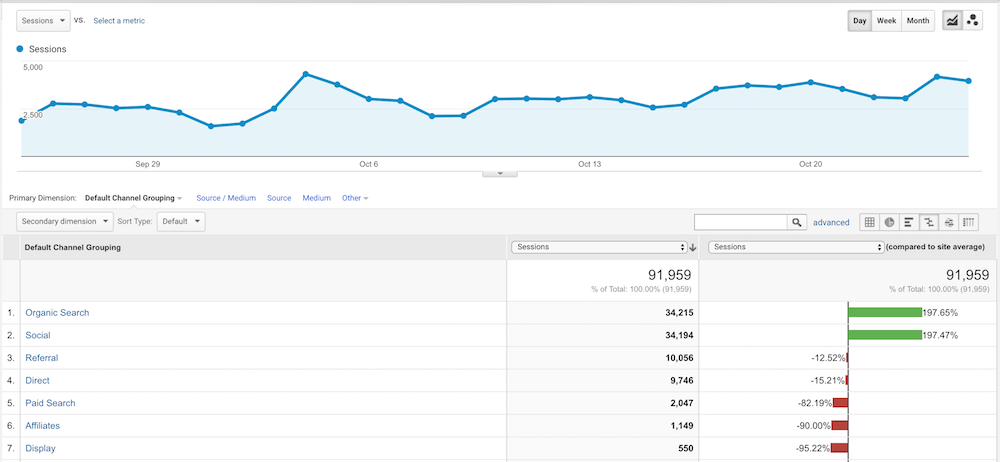 Sessions vs. Select a metric Day Week Month
Sessions
5,000
2,500
Sep 29 Oct 6 Oct 13 Oct 20
Primary Dimension: Default Channel Grouping Source / Medium Source Medium Other
Secondary dimension Sort Type: Default advanced
Default Channel Grouping Sessions Sessions (compared to site average)
91,959 91,959
% of Total: 100.00% (91,959) % of Total: 100.00% (91,959)
1. Organic Search 34,215 197.65%
2. Social 34,194 197.47%
3. Referral 10,056 -12.52%
4. Direct 9,746 -15.21%
5. Paid Search 2,047 -82.19%
6. Affiliates 1,149 -90.00%
7. Display 550 -95.22%